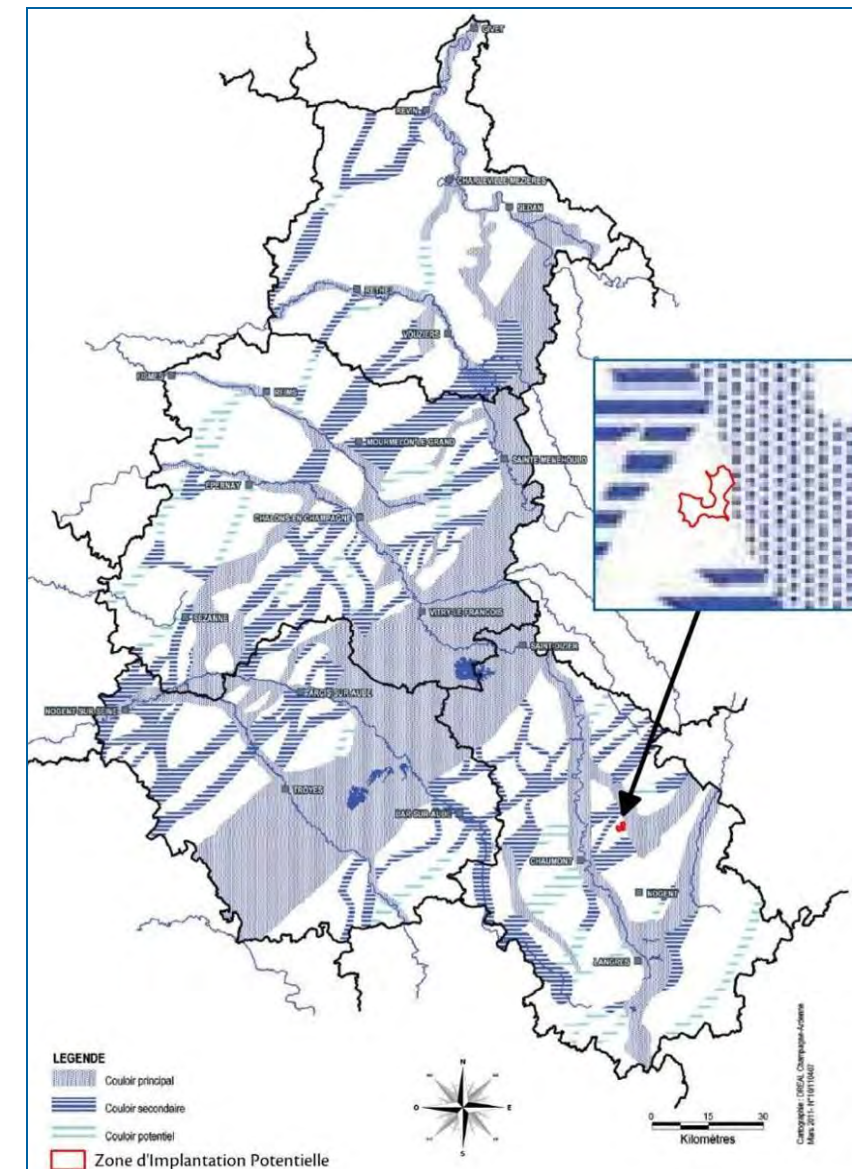 GIVET
REVIN
CHARLEVILLE-MEZIERES
SEDAN
RETHEL
VOUZIERS
FISMES
REIMS
MOURMELON-LE-GRAND
SAINTE-MENEHOULD
EPERNAY
CHALONS-EN-CHAMPAGNE
SEZANNE
VITRY-LE-FRANCOIS
SAINT-DIZIER
NOGENT-SUR-SEINE
ARCIS-SUR-AUBE
TROYES
BAR-SUR-AUBE
CHAUMONT
NOGENT
LANGRES
LEGENDE
Couloir principal
Couloir secondaire
Couloir potentiel
Zone d'Implantation Potentielle
N
O
E
S
0 15 30
Kilomètres
Cartographie : DREAL Champagne-Ardenne